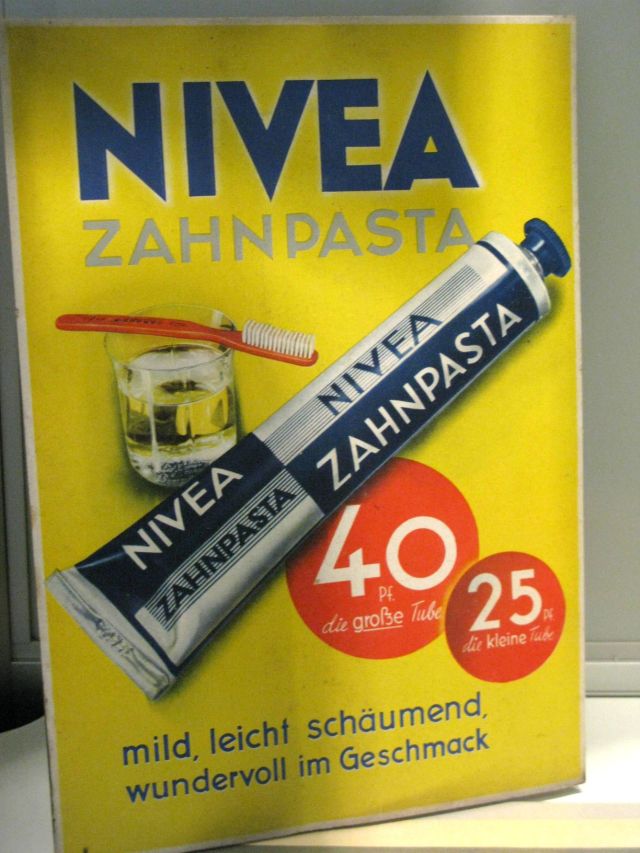 NIVEA
ZAHNPASTA
NIVEA
ZAHNPASTA
NIVEA
ZAHNPASTA
40
Pf.
die große Tube
25 Pf.
die kleine Tube
mild, leicht schäumend,
wundervoll im Geschmack